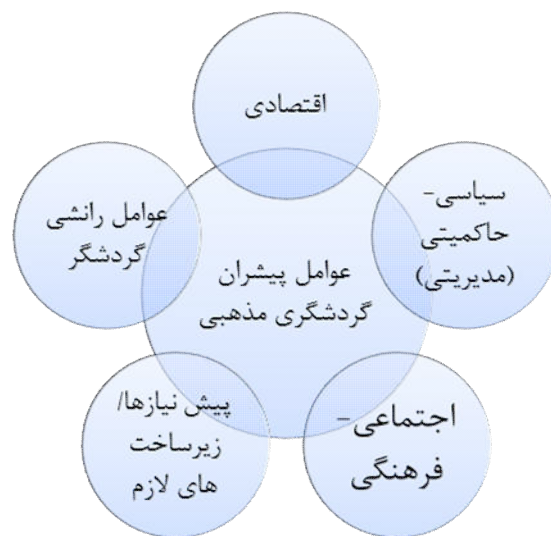 اقتصادی
سیاسی-
حاکمیتی
(مدیریتی)
عوامل رانشی
گردشگر
عوامل پیشران
گردشگری مذهبی
پیش نیازها/
زیرساخت
های لازم
اجتماعی-
فرهنگی